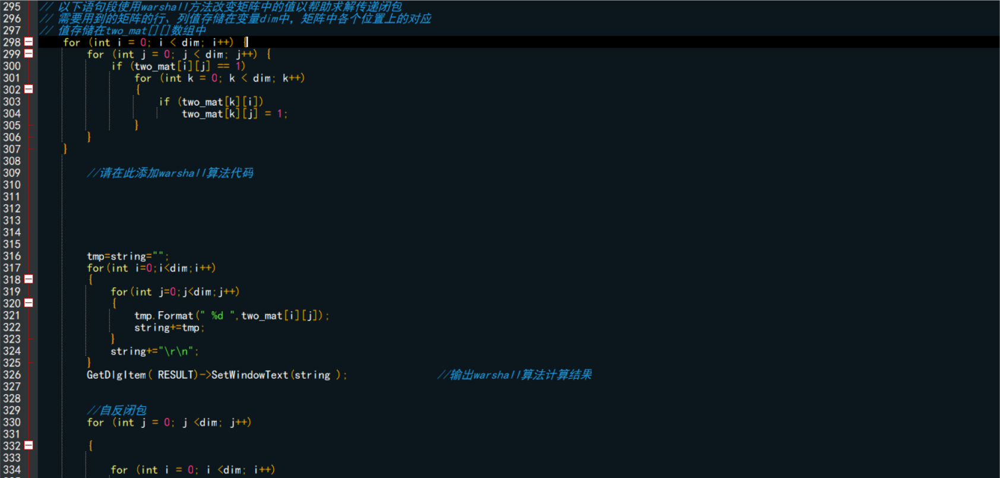 295 // 以下语句段使用warshall方法改变矩阵中的值以帮助求解传递闭包
296 // 需要用到的矩阵的行、列值存储在变量dim中，矩阵中各个位置上的对应
297 // 值存储在two_mat[][]数组中
298 for (int i = 0; i < dim; i++) {
299 for (int j = 0; j < dim; j++) {
300 if (two_mat[i][j] == 1)
301 for (int k = 0; k < dim; k++)
302 {
303 if (two_mat[k][i])
304 two_mat[k][j] = 1;
305 }
306 }
307 }
308
309 //请在此添加warshall算法代码
310
311
312
313
314
315
316 tmp=string="";
317 for(int i=0;i<dim;i++)
318 {
319 for(int j=0;j<dim;j++)
320 {
321 tmp.Format(" %d ",two_mat[i][j]);
322 string+=tmp;
323 }
324 string+="\r\n";
325 }
326 GetDlgItem( RESULT)->SetWindowText(string ); //输出warshall算法计算结果
327
328
329 //自反闭包
330 for (int j = 0; j <dim; j++)
331
332 {
333
334 for (int i = 0; i <dim; i++)